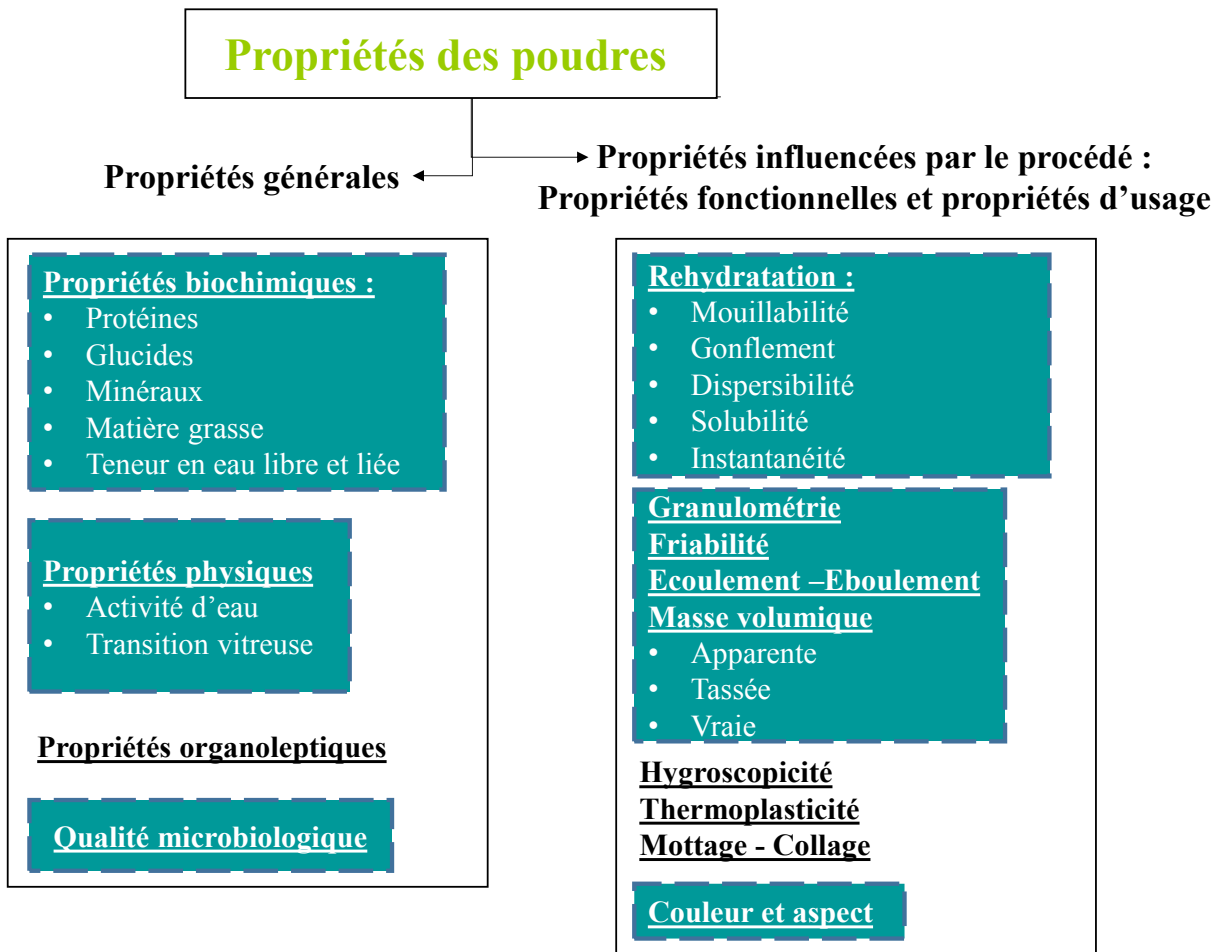 Propriétés des poudres
Propriétés générales
Propriétés influencées par le procédé :
Propriétés fonctionnelles et propriétés d’usage
Propriétés biochimiques :
• Protéines
• Glucides
• Minéraux
• Matière grasse
• Teneur en eau libre et liée
Propriétés physiques
• Activité d’eau
• Transition vitreuse
Propriétés organoleptiques
Qualité microbiologique
Rehydratation :
• Mouillabilité
• Gonflement
• Dispersibilité
• Solubilité
• Instantanéité
Granulométrie
Friabilité
Ecoulement –Eboulement
Masse volumique
• Apparente
• Tassée
• Vraie
Hygroscopicité
Thermoplasticité
Mottage - Collage
Couleur et aspect